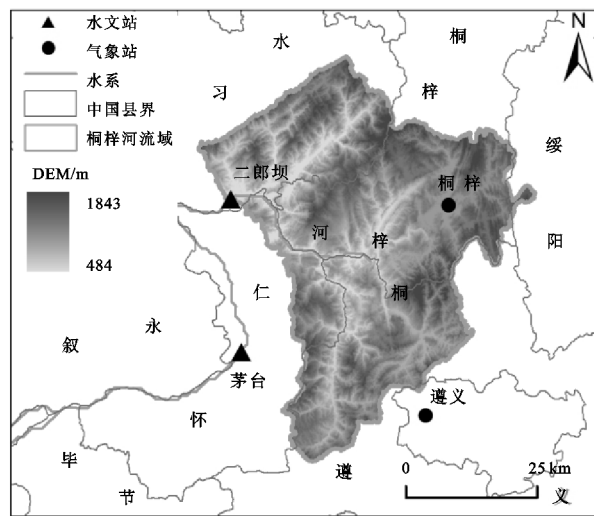 水文站
气象站
水系
中国县界
桐梓河流域
DEM/m
1843
484
N
水
桐
习
梓
绥
二郎坝
桐梓
河
梓
阳
仁
桐
永
叙
茅台
遵义
怀
毕
遵
节
0
25 km
义